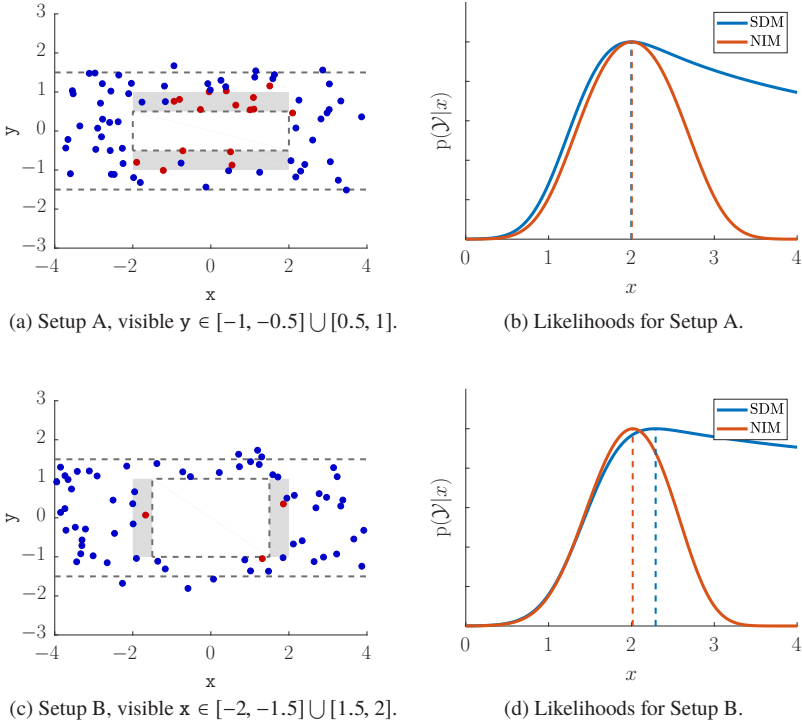 3
2
1
0
−1
−2
−3
y
−4
−2
0
2
4
x
(a) Setup A, visible y ∈ [−1, −0.5] ⋃ [0.5, 1].
SDM
NIM
p(𝒴|x)
0
1
2
3
4
x
(b) Likelihoods for Setup A.
3
2
1
0
−1
−2
−3
y
−4
−2
0
2
4
x
(c) Setup B, visible x ∈ [−2, −1.5] ⋃ [1.5, 2].
SDM
NIM
p(𝒴|x)
0
1
2
3
4
x
(d) Likelihoods for Setup B.